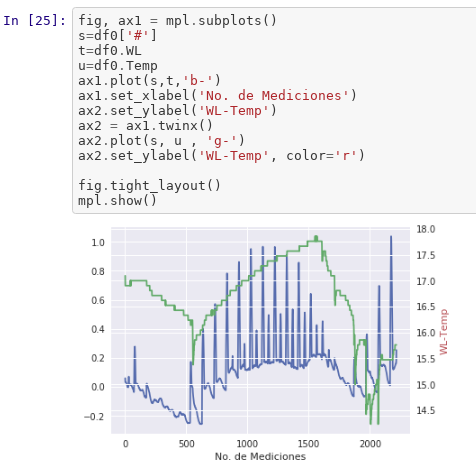 In [25]: fig, ax1 = mpl.subplots()
s=df0['#']
t=df0.WL
u=df0.Temp
ax1.plot(s,t,'b-')
ax1.set_xlabel('No. de Mediciones')
ax2.set_ylabel('WL-Temp')
ax2 = ax1.twinx()
ax2.plot(s, u , 'g-')
ax2.set_ylabel('WL-Temp', color='r')
fig.tight_layout()
mpl.show()
1.0
0.8
0.6
0.4
0.2
0.0
−0.2
18.0
17.5
17.0
16.5
16.0
15.5
15.0
14.5
WL-Temp
0 500 1000 1500 2000
No. de Mediciones